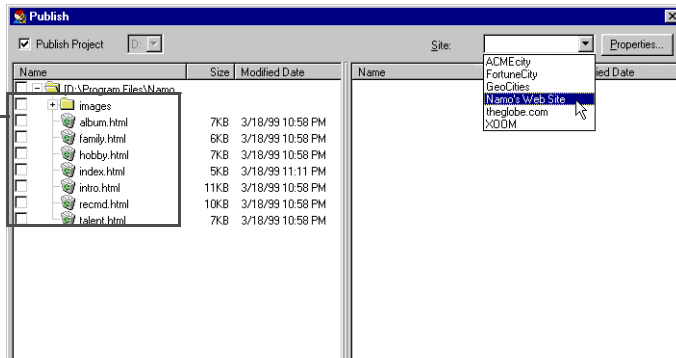 Publish
Publish Project D: Site: Properties...
Name Size Modified Date Name ied Date
ACMEcity
FortuneCity
GeoCities
Namo's Web Site
theglobe.com
XOOM
[D:\Program Files\Namo
images
album.html 7KB 3/18/99 10:58 PM
family.html 6KB 3/18/99 10:58 PM
hobby.html 7KB 3/18/99 10:58 PM
index.html 5KB 3/18/99 11:11 PM
intro.html 11KB 3/18/99 10:58 PM
recmd.html 10KB 3/18/99 10:58 PM
talent.html 7KB 3/18/99 10:58 PM